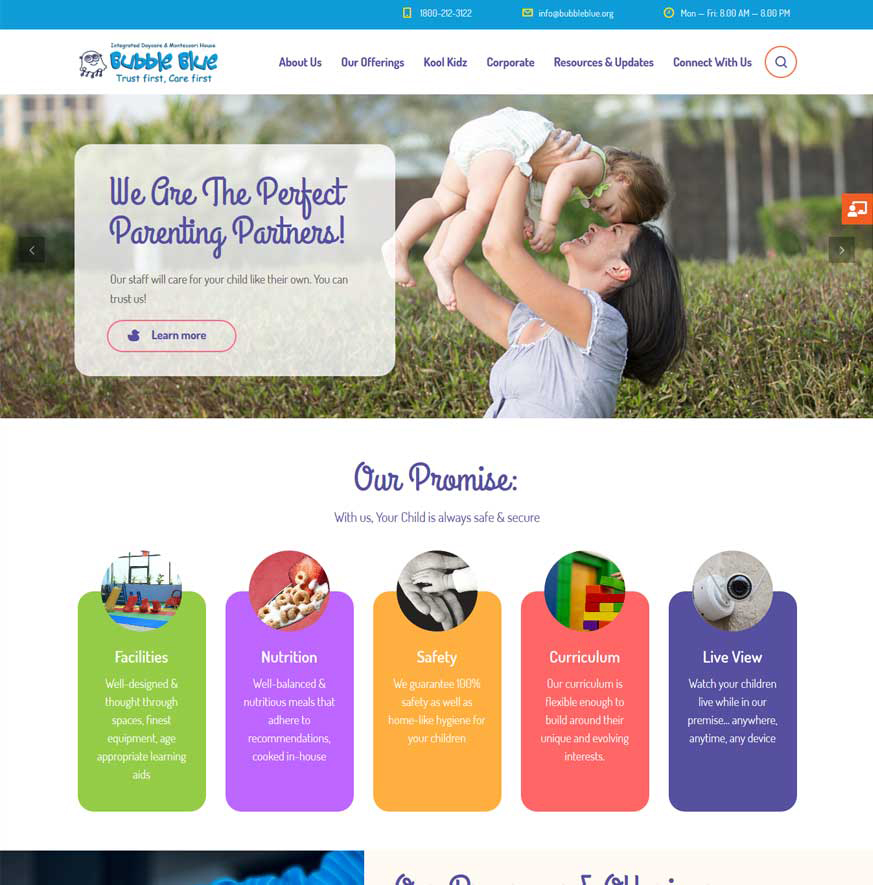 1800-212-3122
info@bubbleblue.org
Mon – Fri: 8.00 AM – 8.00 PM
Integrated Daycare & Montessori House
Bubble Blue
Trust first, Care first
About Us
Our Offerings
Kool Kidz
Corporate
Resources & Updates
Connect With Us
We Are The Perfect
Parenting Partners!
Our staff will care for your child like their own. You can
trust us!
Learn more
Our Promise:
With us, Your Child is always safe & secure
Facilities
Well-designed &
thought through
spaces, finest
equipment, age
appropriate learning
aids
Nutrition
Well-balanced &
nutritious meals that
adhere to
recommendations,
cooked in-house
Safety
We guarantee 100%
safety as well as
home-like hygiene for
your children
Curriculum
Our curriculum is
flexible enough to
build around their
unique and evolving
interests.
Live View
Watch your children
live while in our
premise... anywhere,
anytime, any device